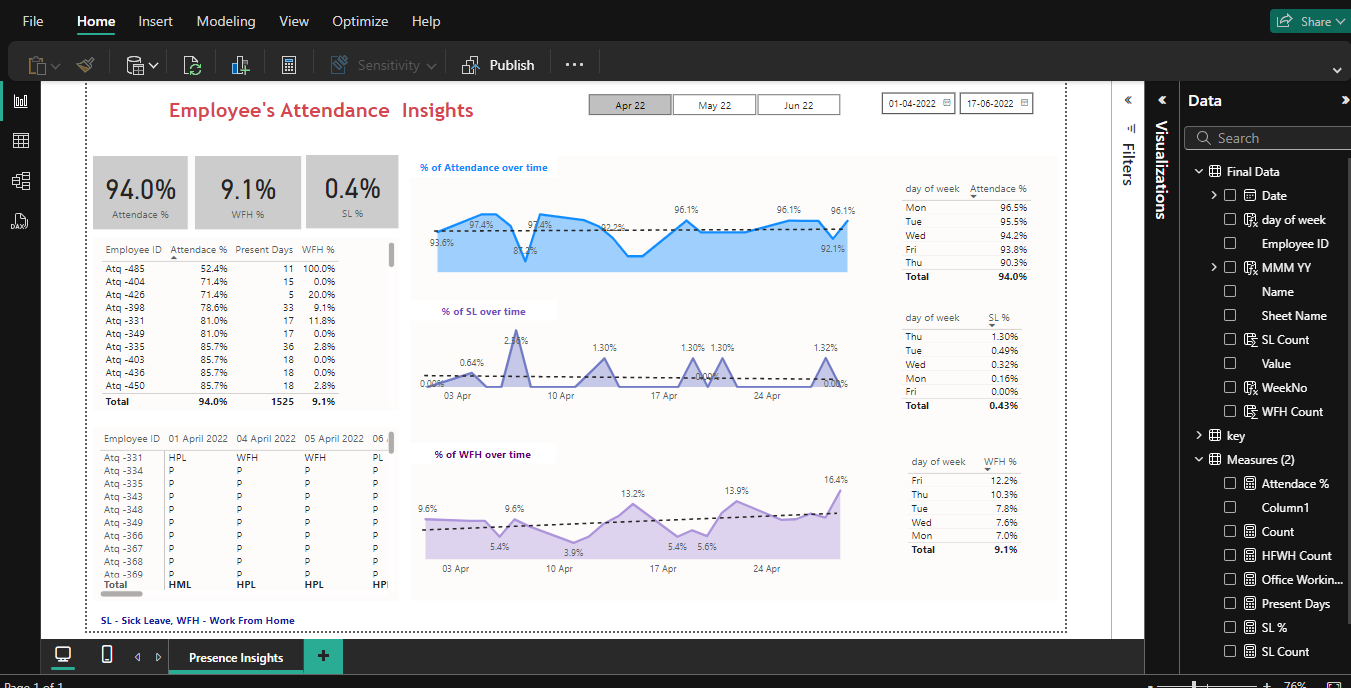 File Home Insert Modeling View Optimize Help Share
Sensitivity Publish ...
Employee's Attendance Insights
Apr 22 May 22 Jun 22
01-04-2022 17-06-2022
94.0%
Attendace %
9.1%
WFH %
0.4%
SL %
Employee ID Attendace % Present Days WFH %
Atq -485 52.4% 11 100.0%
Atq -404 71.4% 15 0.0%
Atq -426 71.4% 5 20.0%
Atq -398 78.6% 33 9.1%
Atq -331 81.0% 17 11.8%
Atq -349 81.0% 17 0.0%
Atq -335 85.7% 36 2.8%
Atq -403 85.7% 18 0.0%
Atq -436 85.7% 18 0.0%
Atq -450 85.7% 18 2.8%
Total 94.0% 1525 9.1%
Employee ID 01 April 2022 04 April 2022 05 April 2022 06
Atq -331 HPL WFH WFH PL
Atq -334 P P P P
Atq -335 P P P P
Atq -343 P P P P
Atq -348 P P P P
Atq -349 P P P P
Atq -366 P P P P
Atq -367 P P P P
Atq -368 P P P P
Atq -369 P P P P
Total HML HPL HPL HPL
SL - Sick Leave, WFH - Work From Home
% of Attendance over time
93.6% 97.4% 97.4% 92.2% 96.1% 96.1% 92.1% 96.1%
day of week Attendace %
Mon 96.5%
Tue 95.5%
Wed 94.2%
Fri 93.8%
Thu 90.3%
Total 94.0%
% of SL over time
0.00% 0.64% 1.30% 1.30% 0.00% 1.30% 1.32% 0.00%
03 Apr 10 Apr 17 Apr 24 Apr
day of week SL %
Thu 1.30%
Tue 0.49%
Wed 0.32%
Mon 0.16%
Fri 0.00%
Total 0.43%
% of WFH over time
9.6% 5.4% 9.6% 3.9% 13.2% 5.4% 5.6% 13.9% 16.4%
03 Apr 10 Apr 17 Apr 24 Apr
day of week WFH %
Fri 12.2%
Thu 10.3%
Tue 7.8%
Wed 7.6%
Mon 7.0%
Total 9.1%
Filters
Visualizations
Data
Search
Final Data
Date
day of week
Employee ID
MMM YY
Name
Sheet Name
SL Count
Value
WeekNo
WFH Count
key
Measures (2)
Attendace %
Column1
Count
HFWH Count
Office Workin...
Present Days
SL %
SL Count
Presence Insights +
Page 1 of 1 - + 76%